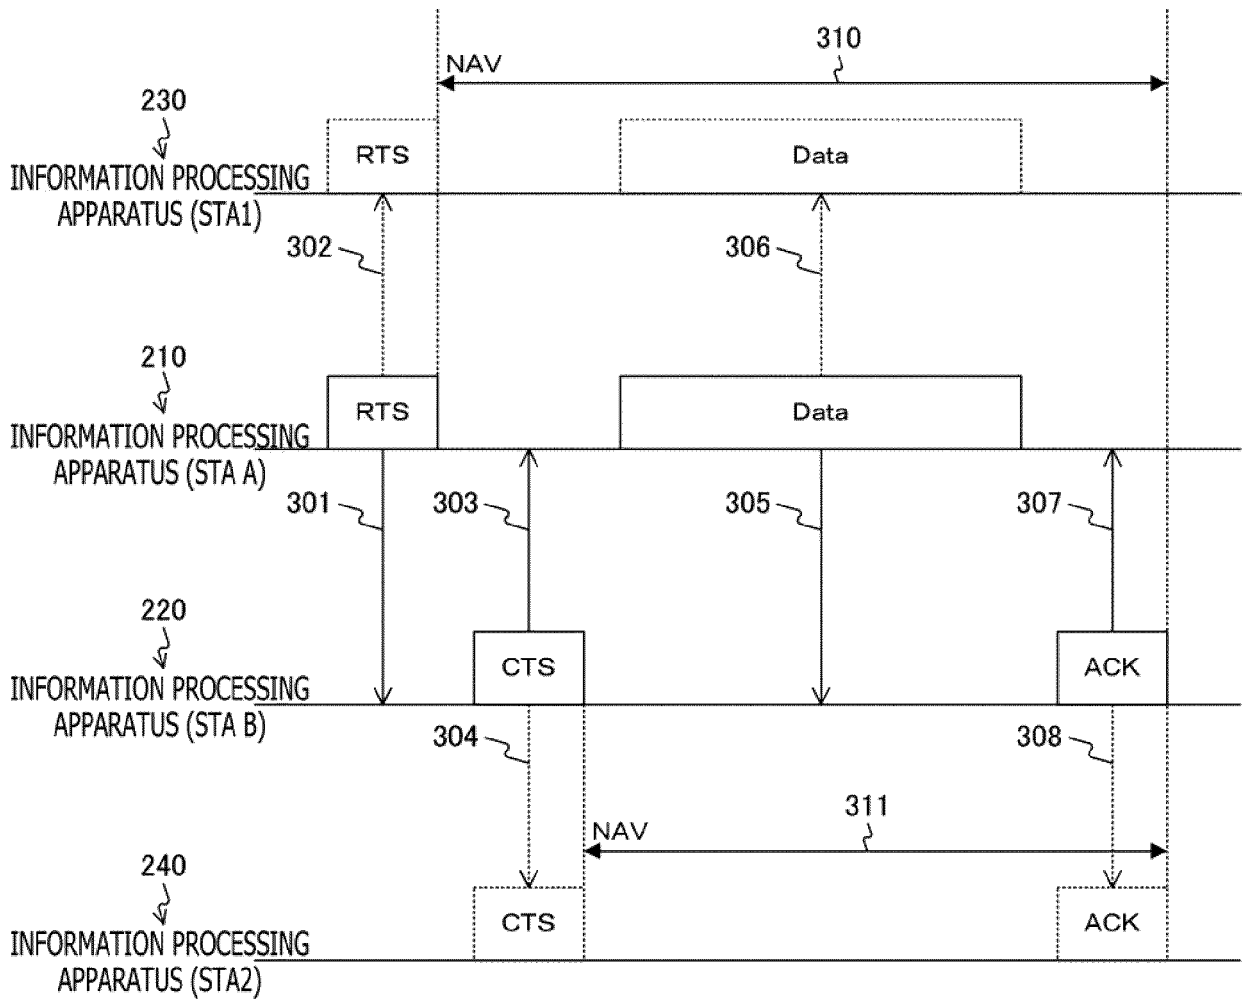 310
NAV
230
RTS
Data
INFORMATION PROCESSING
APPARATUS (STA1)
302
306
210
RTS
Data
INFORMATION PROCESSING
APPARATUS (STA A)
301
303
305
307
220
CTS
ACK
INFORMATION PROCESSING
APPARATUS (STA B)
304
308
311
NAV
240
CTS
ACK
INFORMATION PROCESSING
APPARATUS (STA2)